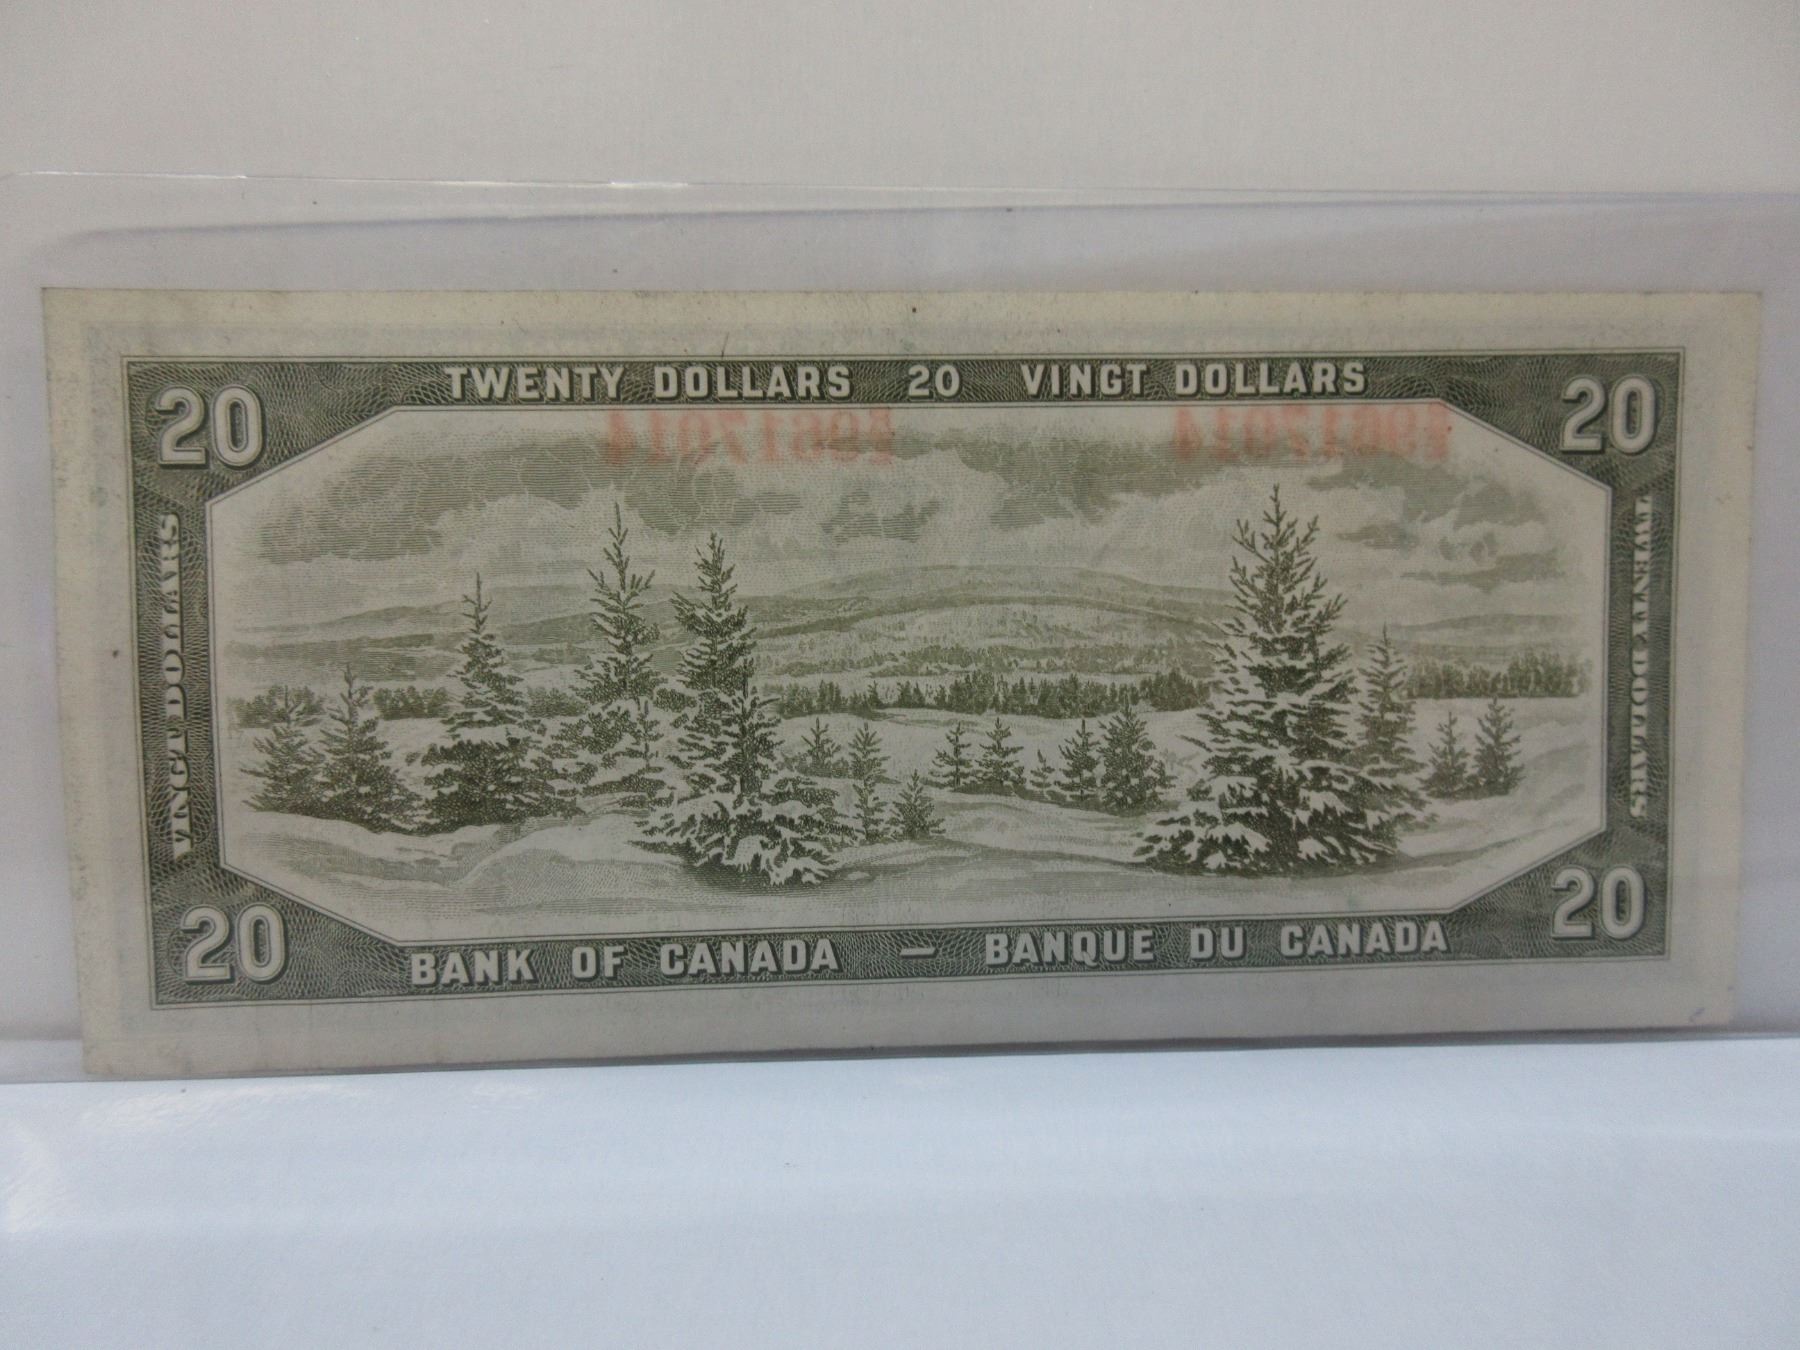 TWENTY DOLLARS 20 VINGT DOLLARS
20
20
VINGT DOLLARS
TWENTY DOLLARS
20
20
BANK OF CANADA — BANQUE DU CANADA